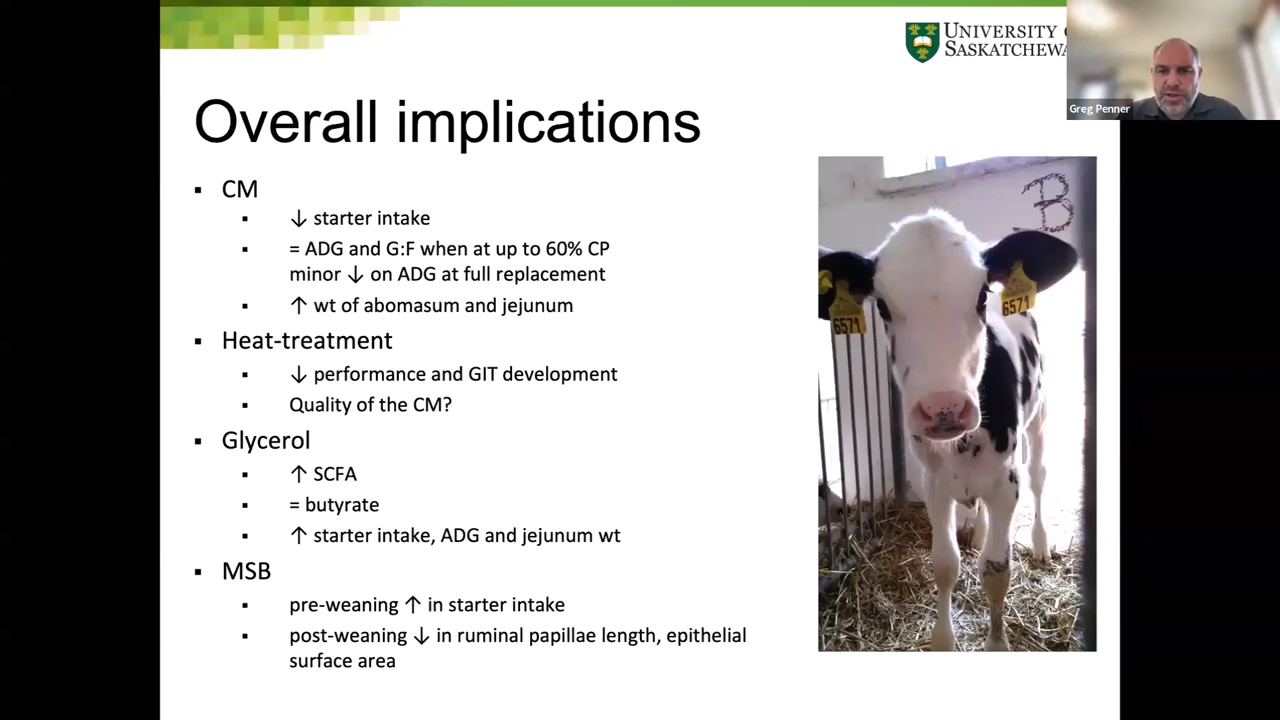 UNIVERSITY
SASKATCHEW
Greg Penner
Overall implications
▪ CM
▪ ↓ starter intake
▪ = ADG and G:F when at up to 60% CP
minor ↓ on ADG at full replacement
▪ ↑ wt of abomasum and jejunum
▪ Heat-treatment
▪ ↓ performance and GIT development
▪ Quality of the CM?
▪ Glycerol
▪ ↑ SCFA
▪ = butyrate
▪ ↑ starter intake, ADG and jejunum wt
▪ MSB
▪ pre-weaning ↑ in starter intake
▪ post-weaning ↓ in ruminal papillae length, epithelial
surface area
B
6571
6571